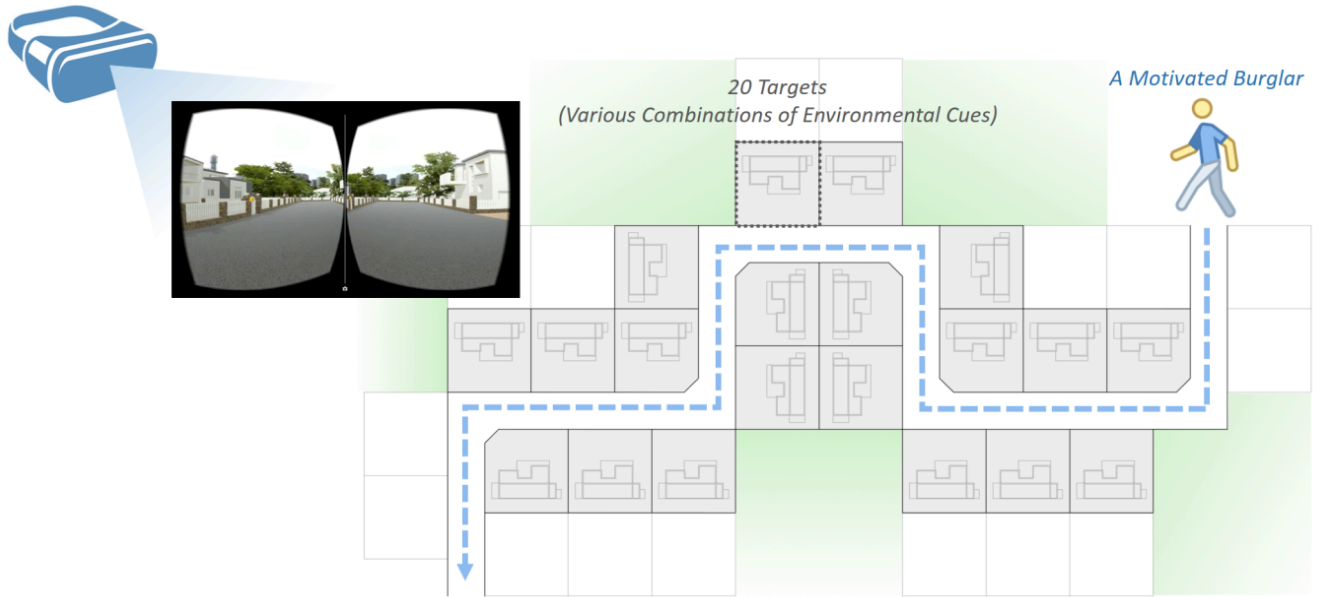 A Motivated Burglar
20 Targets
(Various Combinations of Environmental Cues)